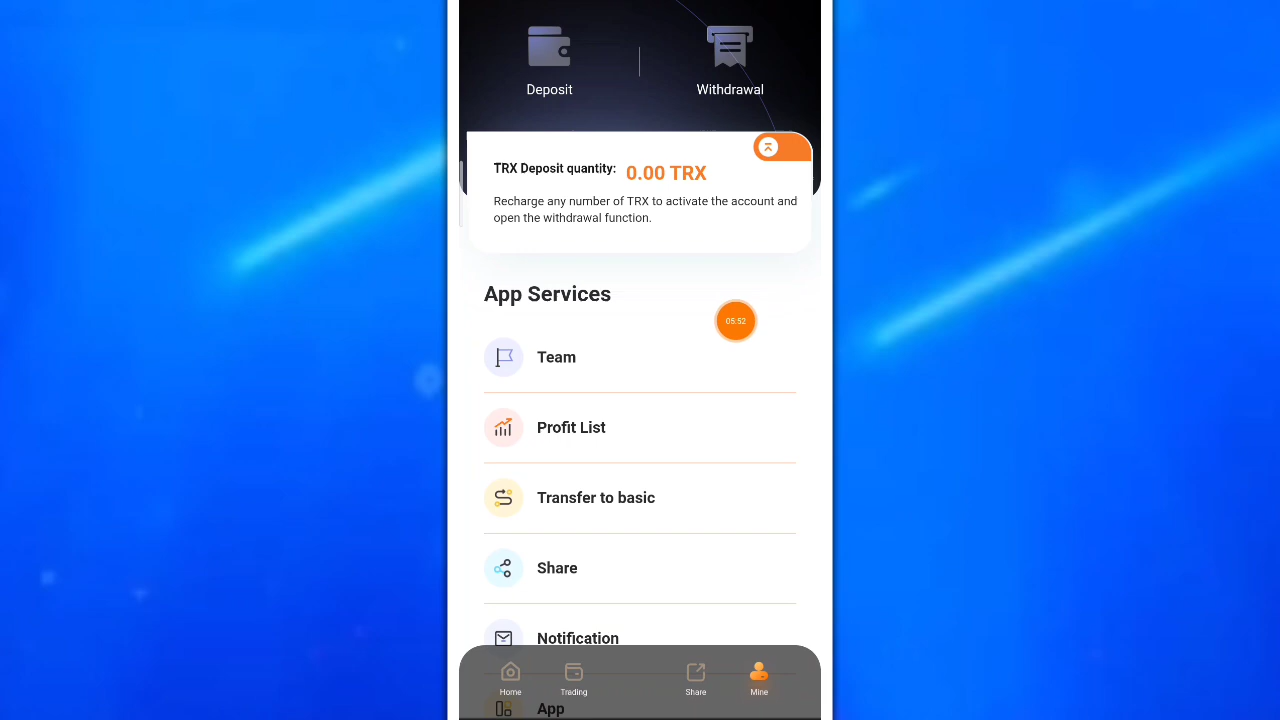 Deposit
Withdrawal
TRX Deposit quantity: 0.00 TRX
Recharge any number of TRX to activate the account and
open the withdrawal function.
App Services
05:52
Team
Profit List
Transfer to basic
Share
Notification
App
Home
Trading
Share
Mine